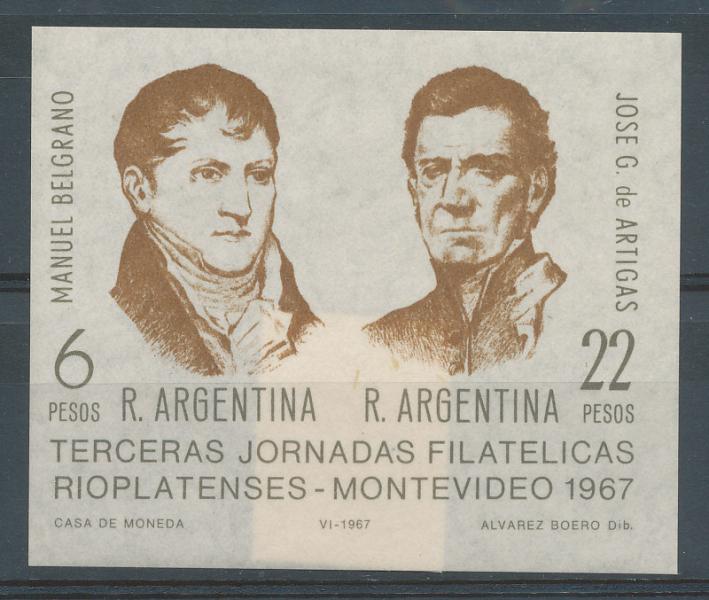 MANUEL BELGRANO
JOSE G. de ARTIGAS
6
PESOS
R. ARGENTINA
R. ARGENTINA
22
PESOS
TERCERAS JORNADAS FILATELICAS
RIOPLATENSES - MONTEVIDEO 1967
CASA DE MONEDA
VI-1967
ALVAREZ BOERO Dib.